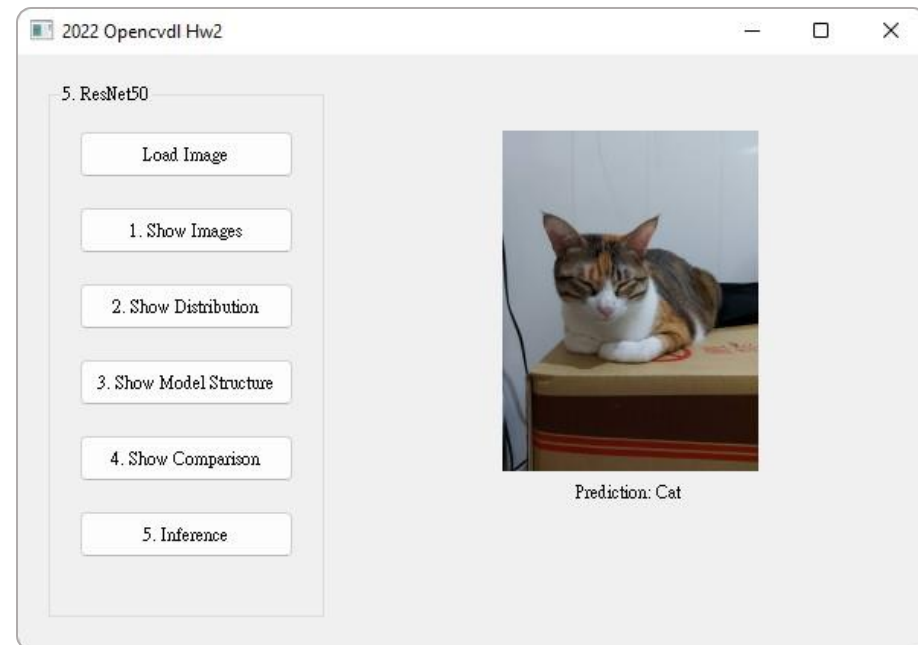 2022 Opencvdl Hw2
5. ResNet50
Load Image
1. Show Images
2. Show Distribution
3. Show Model Structure
4. Show Comparison
5. Inference
Prediction: Cat